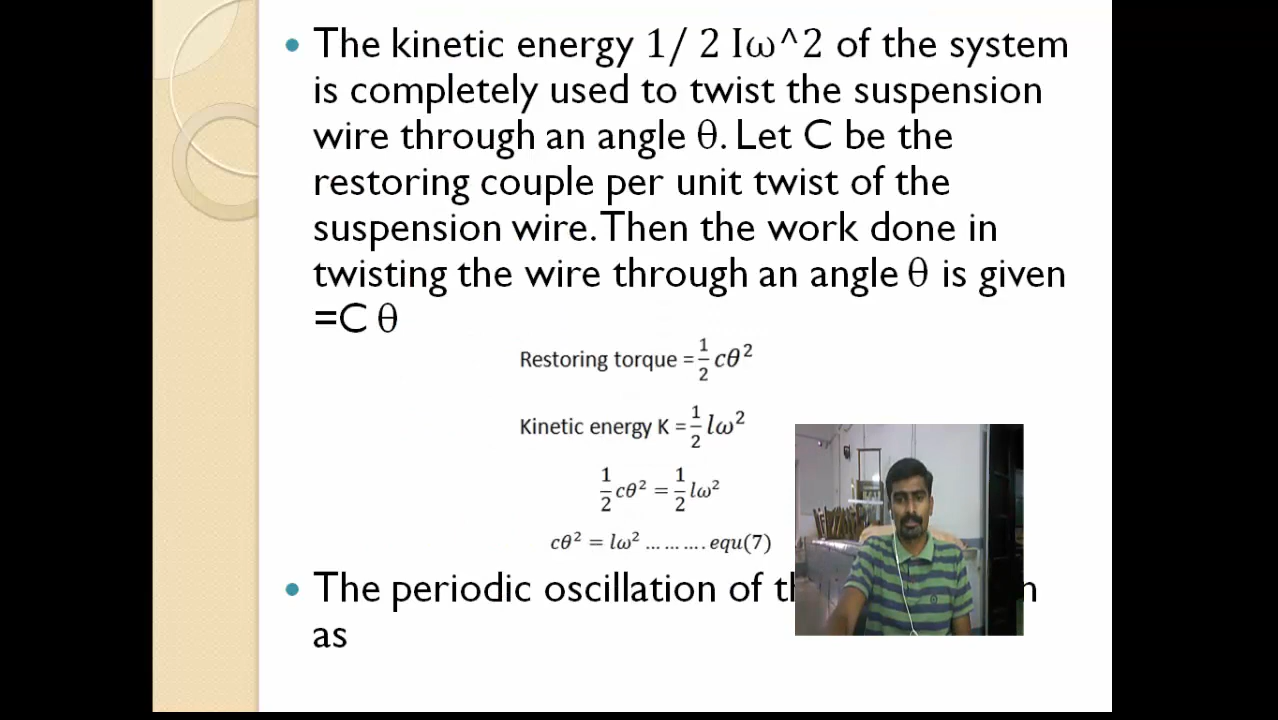 The kinetic energy 1/ 2 Iω^2 of the system
is completely used to twist the suspension
wire through an angle θ. Let C be the
restoring couple per unit twist of the
suspension wire. Then the work done in
twisting the wire through an angle θ is given
=C θ
Restoring torque = 1/2 cθ²
Kinetic energy K = 1/2 lω²
1/2 cθ² = 1/2 lω²
cθ² = lω² … … …. equ(7)
The periodic oscillation of
as